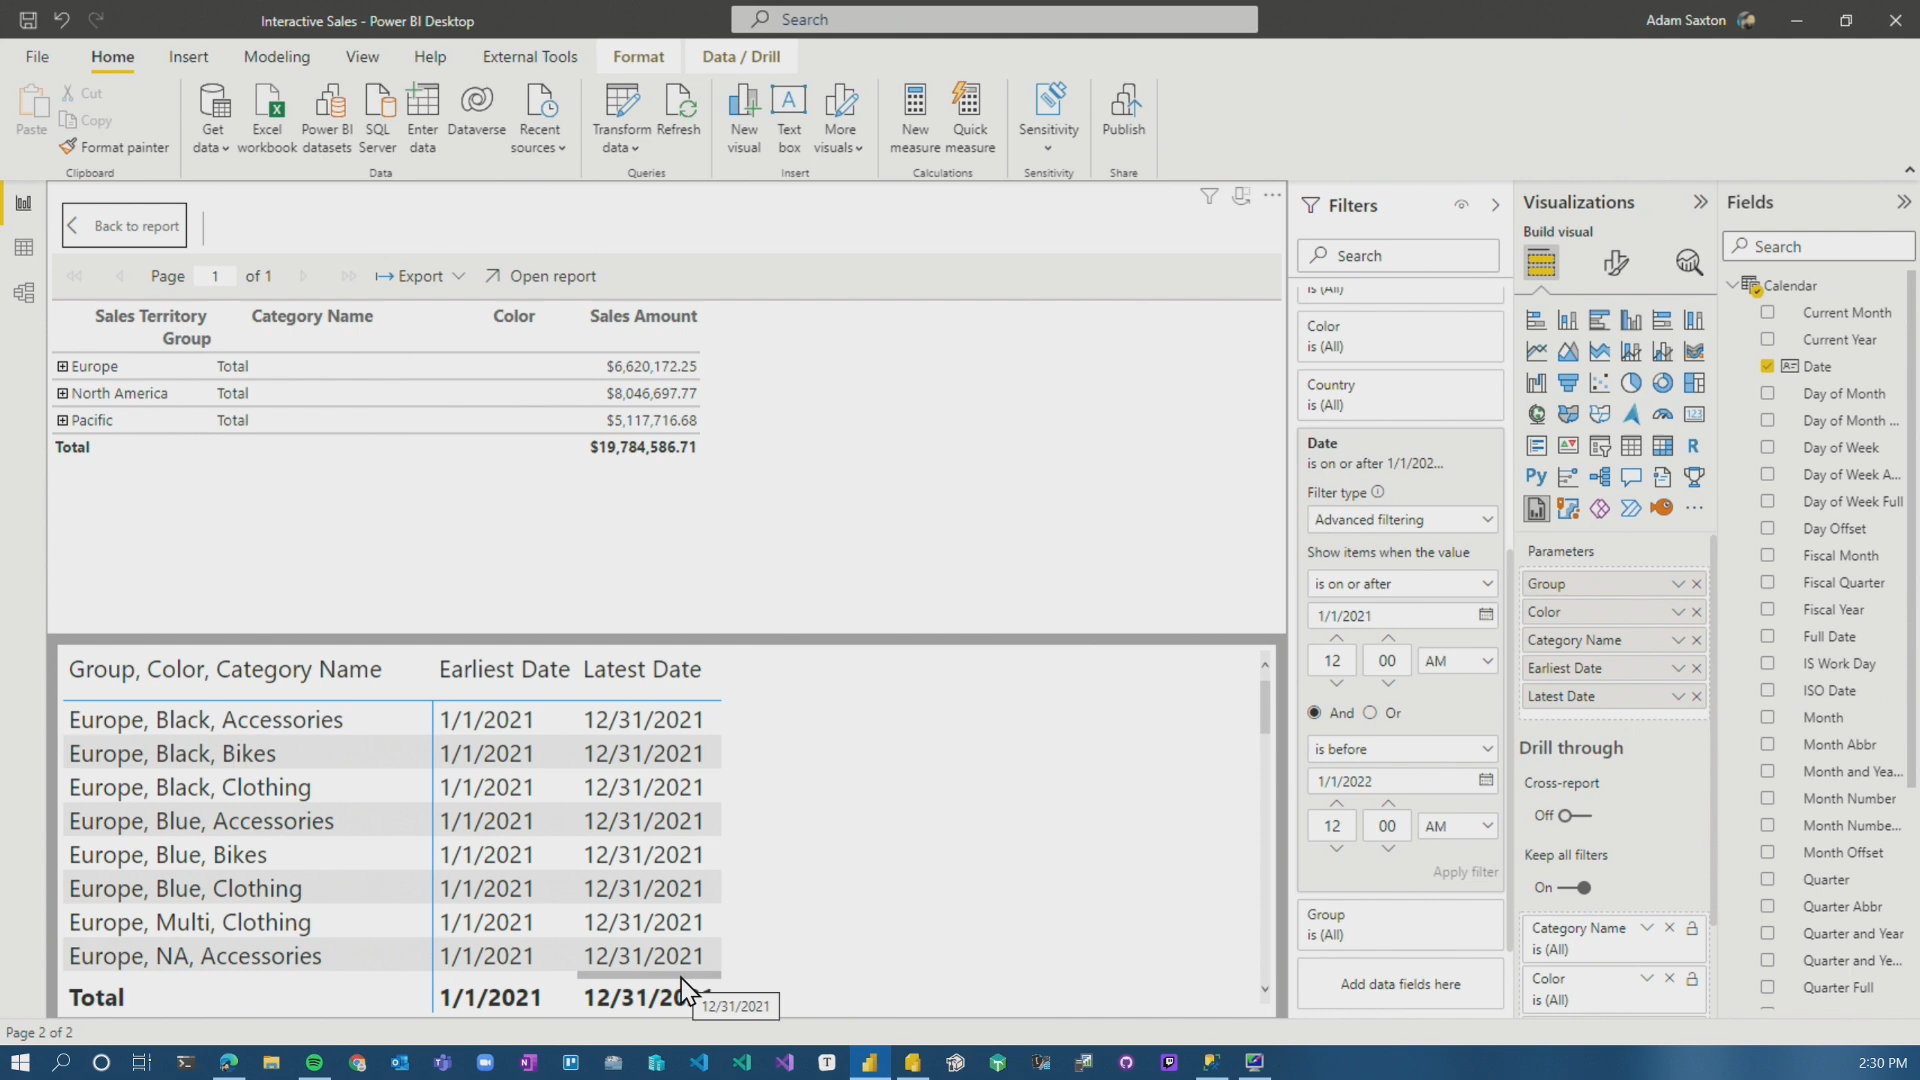 Interactive Sales - Power BI Desktop
Search
Adam Saxton
File
Home
Insert
Modeling
View
Help
External Tools
Format
Data / Drill
Paste
Cut
Copy
Format painter
Clipboard
Get data
Excel workbook
Power BI datasets
SQL Server
Enter data
Dataverse
Recent sources
Data
Transform data
Refresh
Queries
New visual
Text box
More visuals
Insert
New measure
Quick measure
Calculations
Sensitivity
Sensitivity
Publish
Share
Back to report
Page 1 of 1
Export
Open report
Sales Territory Group
Category Name
Color
Sales Amount
Europe Total $6,620,172.25
North America Total $8,046,697.77
Pacific Total $5,117,716.68
Total $19,784,586.71
Group, Color, Category Name Earliest Date Latest Date
Europe, Black, Accessories 1/1/2021 12/31/2021
Europe, Black, Bikes 1/1/2021 12/31/2021
Europe, Black, Clothing 1/1/2021 12/31/2021
Europe, Blue, Accessories 1/1/2021 12/31/2021
Europe, Blue, Bikes 1/1/2021 12/31/2021
Europe, Blue, Clothing 1/1/2021 12/31/2021
Europe, Multi, Clothing 1/1/2021 12/31/2021
Europe, NA, Accessories 1/1/2021 12/31/2021
Total 1/1/2021
12/31/2021
Filters
Search
is (All)
Color
is (All)
Country
is (All)
Date
is on or after 1/1/202...
Filter type
Advanced filtering
Show items when the value
is on or after
1/1/2021
12 00 AM
And Or
is before
1/1/2022
12 00 AM
Apply filter
Group
is (All)
Add data fields here
Visualizations
Build visual
R
Py
123
Parameters
Group
Color
Category Name
Earliest Date
Latest Date
Drill through
Cross-report
Off
Keep all filters
On
Category Name
is (All)
Color
is (All)
Fields
Search
Calendar
Current Month
Current Year
Date
Day of Month
Day of Month ...
Day of Week
Day of Week A...
Day of Week Full
Day Offset
Fiscal Month
Fiscal Quarter
Fiscal Year
Full Date
IS Work Day
ISO Date
Month
Month Abbr
Month and Yea...
Month Number
Month Numbe...
Month Offset
Quarter
Quarter Abbr
Quarter and Year
Quarter and Ye...
Quarter Full
Page 2 of 2
2:30 PM